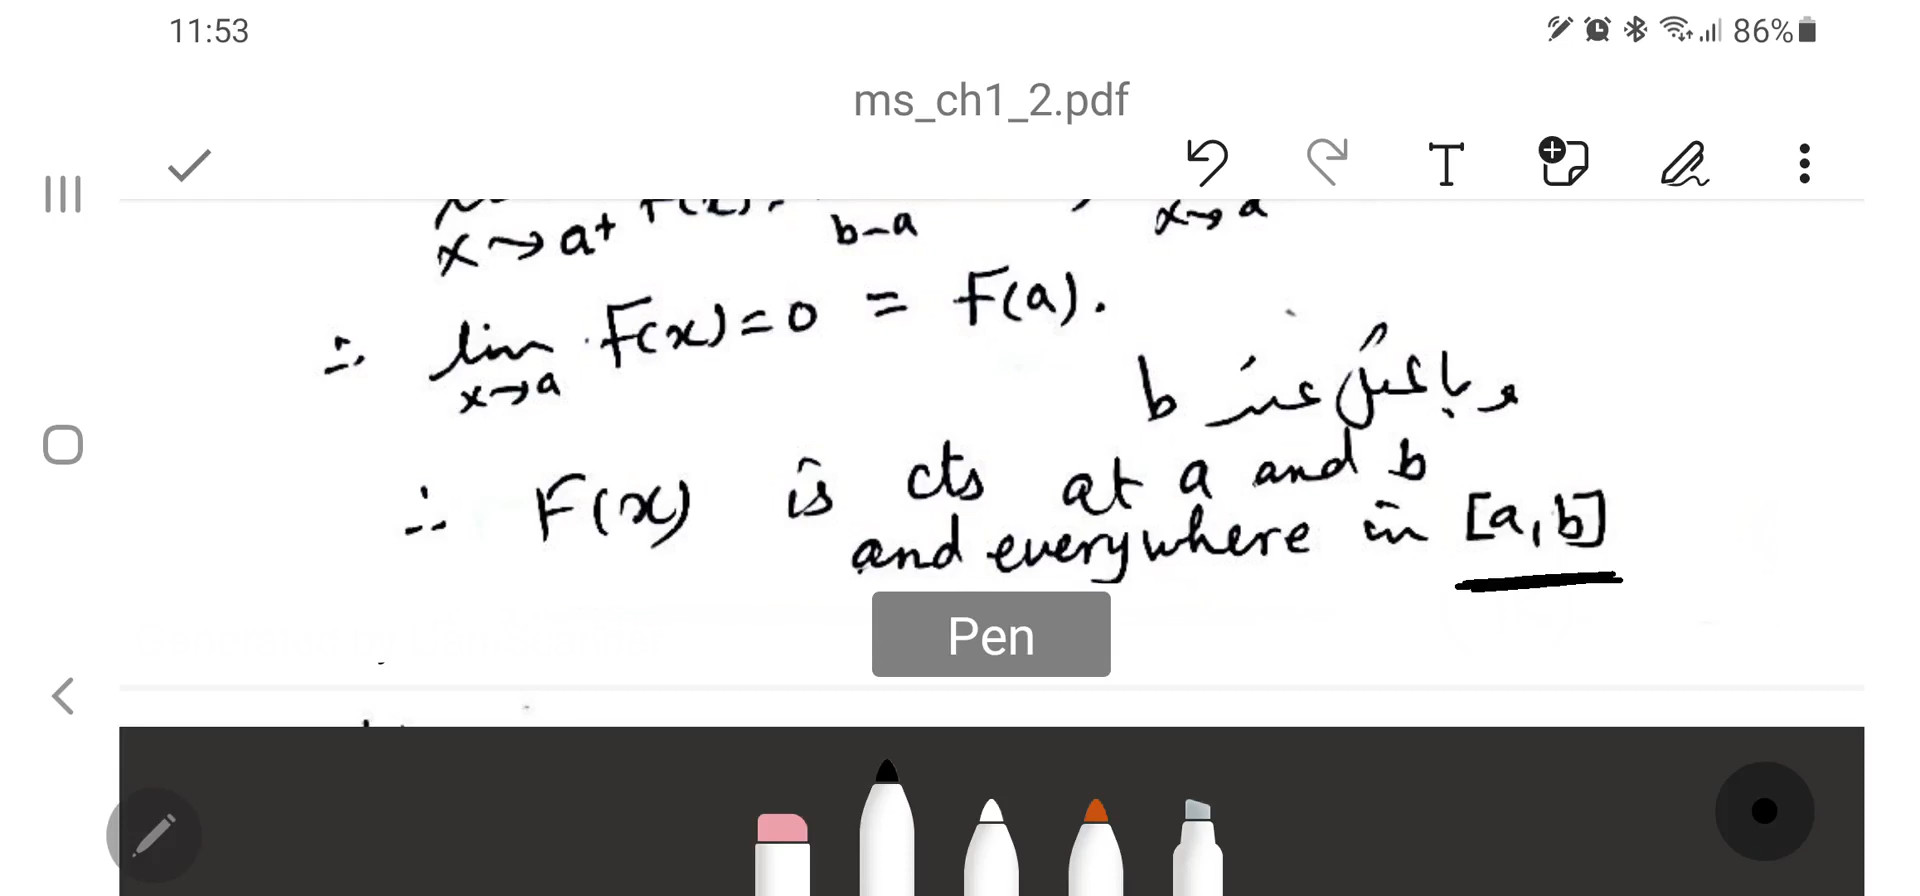 11:53 86%
ms_ch1_2.pdf
T
x→a+ b-a x→a
∴ lim F(x)=0 = F(a).
x→a
وبالمثل عند b
∴ F(x) is cts at a and b
and everywhere in [a,b]
Pen